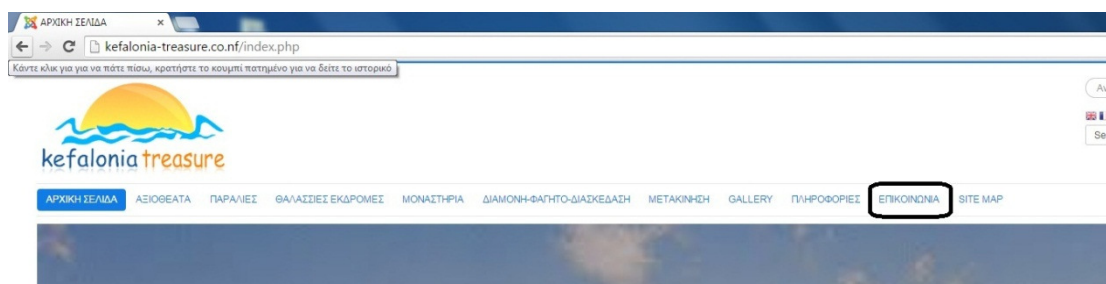 ΑΡΧΙΚΗ ΣΕΛΙΔΑ
kefalonia-treasure.co.nf/index.php
Κάντε κλικ για για να πάτε πίσω, κρατήστε το κουμπί πατημένο για να δείτε το ιστορικό
kefalonia treasure
ΑΡΧΙΚΗ ΣΕΛΙΔΑ ΑΞΙΟΘΕΑΤΑ ΠΑΡΑΛΙΕΣ ΘΑΛΑΣΣΙΕΣ ΕΚΔΡΟΜΕΣ ΜΟΝΑΣΤΗΡΙΑ ΔΙΑΜΟΝΗ-ΦΑΓΗΤΟ-ΔΙΑΣΚΕΔΑΣΗ ΜΕΤΑΚΙΝΗΣΗ GALLERY ΠΛΗΡΟΦΟΡΙΕΣ ΕΠΙΚΟΙΝΩΝΙΑ SITE MAP